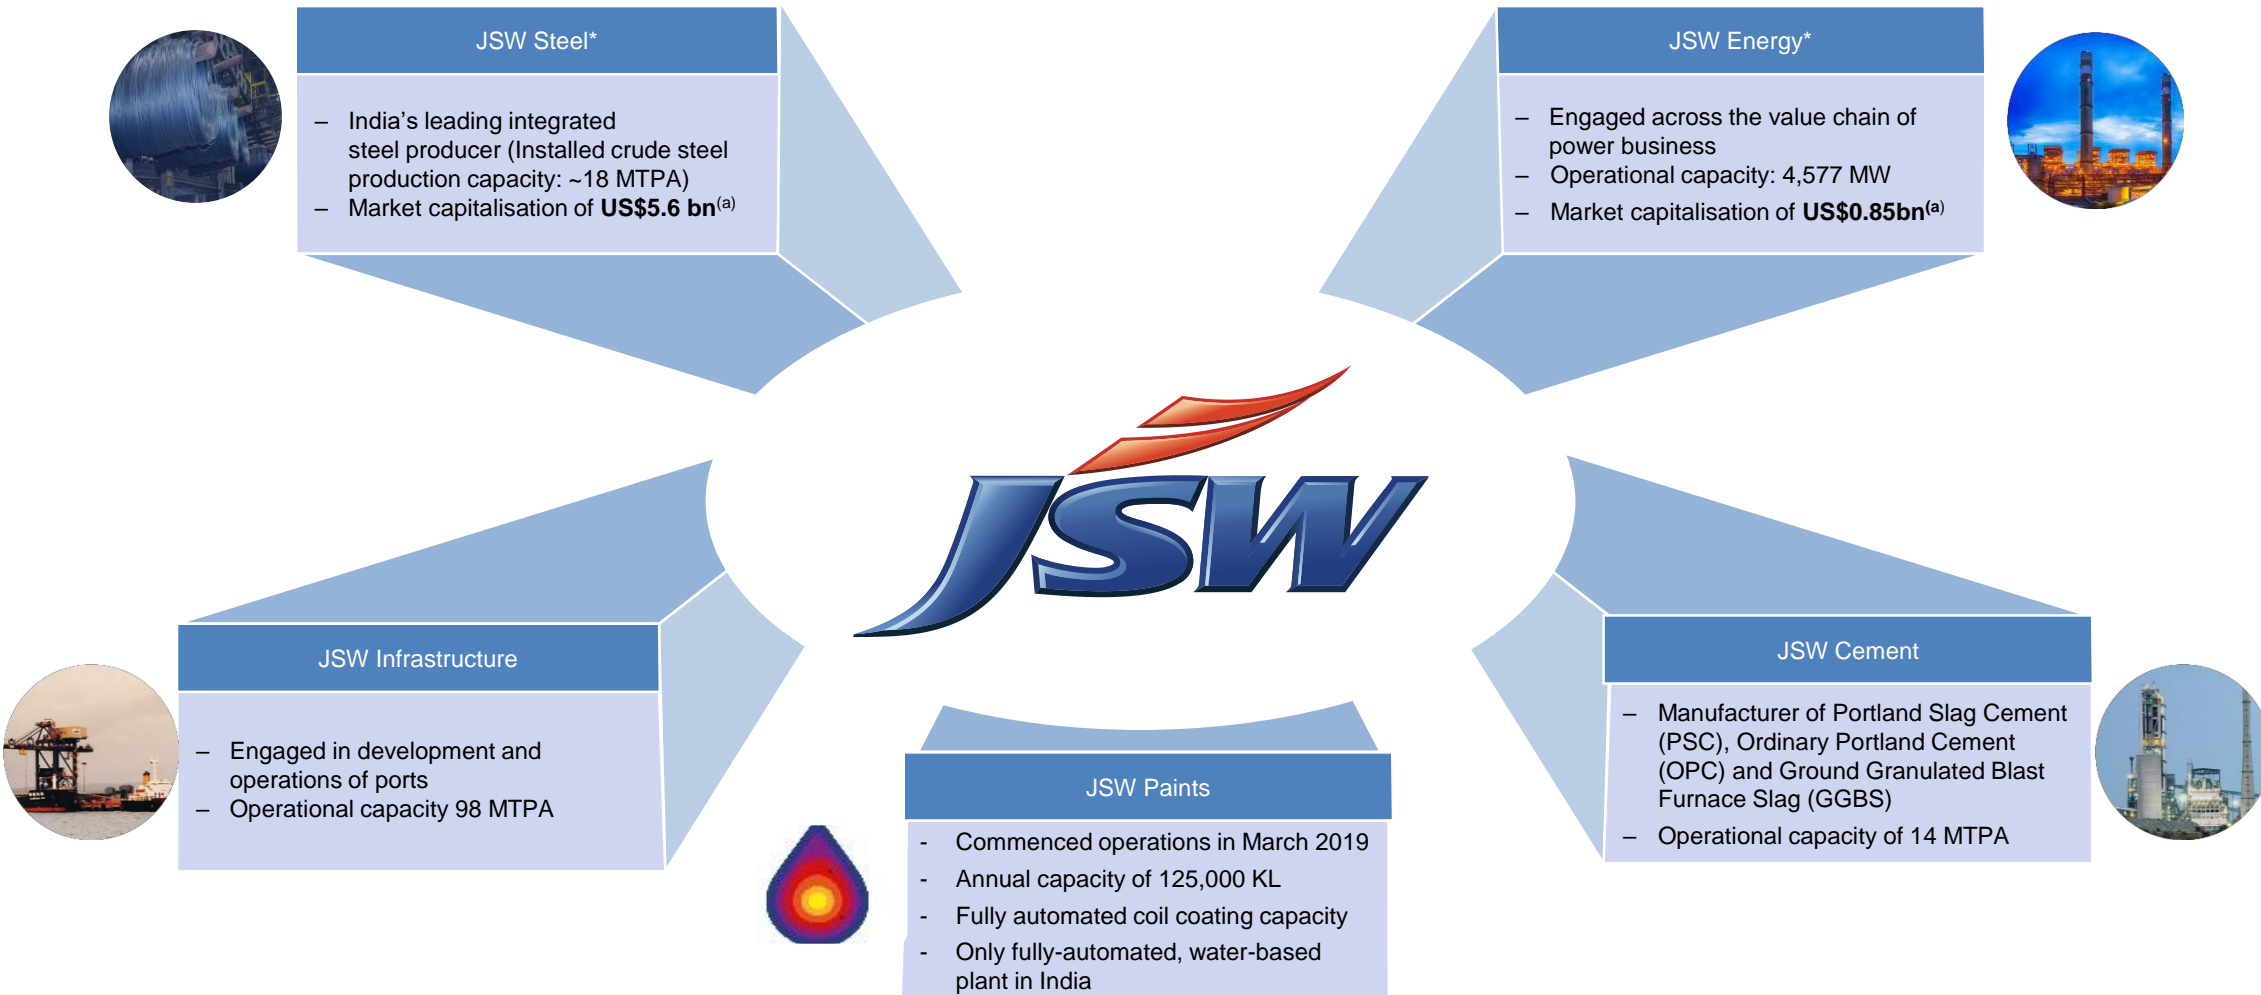 JSW Steel*
– India’s leading integrated
steel producer (Installed crude steel
production capacity: ~18 MTPA)
– Market capitalisation of US$5.6 bn(a)
JSW Energy*
– Engaged across the value chain of
power business
– Operational capacity: 4,577 MW
– Market capitalisation of US$0.85bn(a)
JSW
JSW Infrastructure
– Engaged in development and
operations of ports
– Operational capacity 98 MTPA
JSW Paints
- Commenced operations in March 2019
- Annual capacity of 125,000 KL
- Fully automated coil coating capacity
- Only fully-automated, water-based
plant in India
JSW Cement
– Manufacturer of Portland Slag Cement
(PSC), Ordinary Portland Cement
(OPC) and Ground Granulated Blast
Furnace Slag (GGBS)
– Operational capacity of 14 MTPA